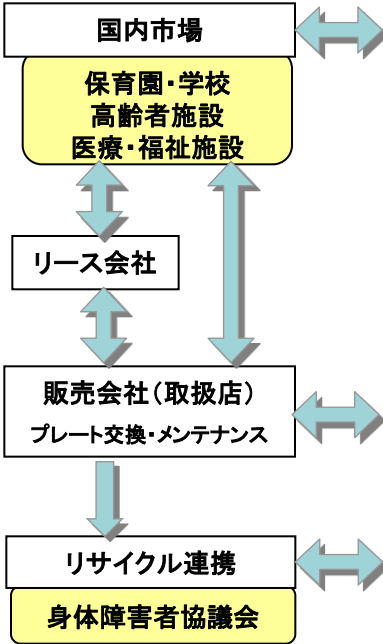 国内市場
保育園・学校
高齢者施設
医療・福祉施設
リース会社
販売会社（取扱店）
プレート交換・メンテナンス
リサイクル連携
身体障害者協議会